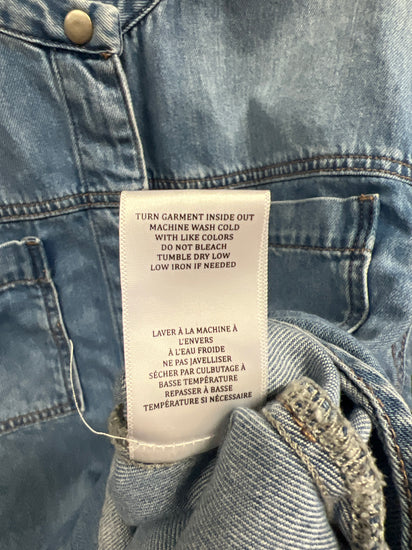 TURN GARMENT INSIDE OUT
MACHINE WASH COLD
WITH LIKE COLORS
DO NOT BLEACH
TUMBLE DRY LOW
LOW IRON IF NEEDED
LAVER À LA MACHINE À
L'ENVERS
À L'EAU FROIDE
NE PAS JAVELLISER
SÉCHER PAR CULBUTAGE À
BASSE TEMPÉRATURE
REPASSER À BASSE
TEMPÉRATURE SI NÉCESSAIRE